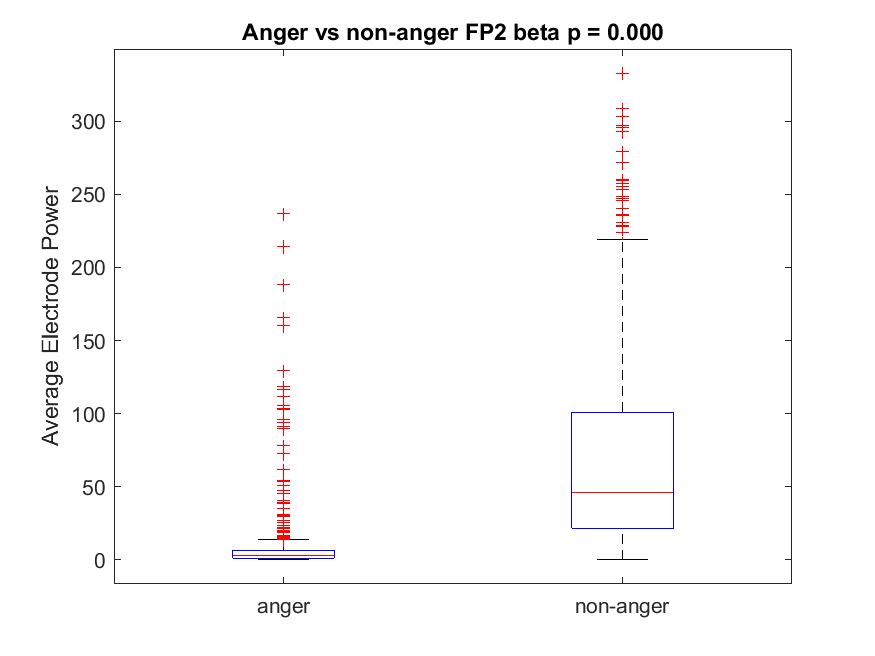 Anger vs non-anger FP2 beta p = 0.000
Average Electrode Power
300
250
200
150
100
50
0
anger
non-anger